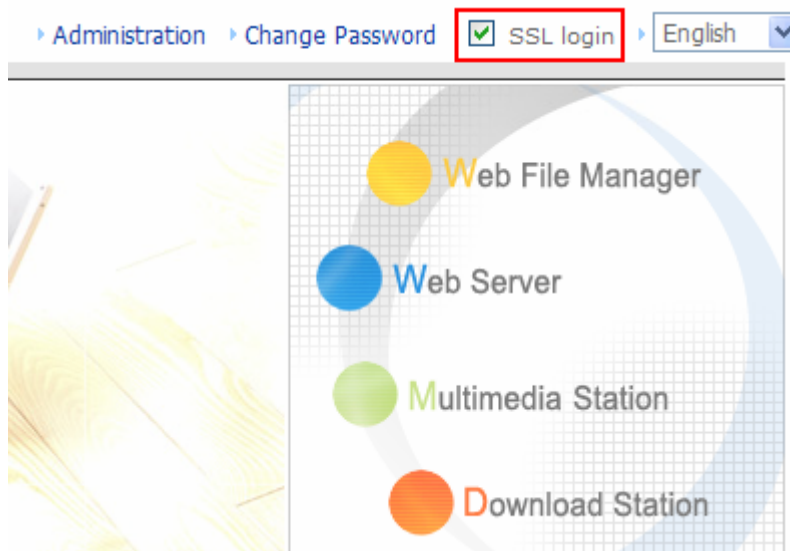 Administration Change Password SSL login English
Web File Manager
Web Server
Multimedia Station
Download Station